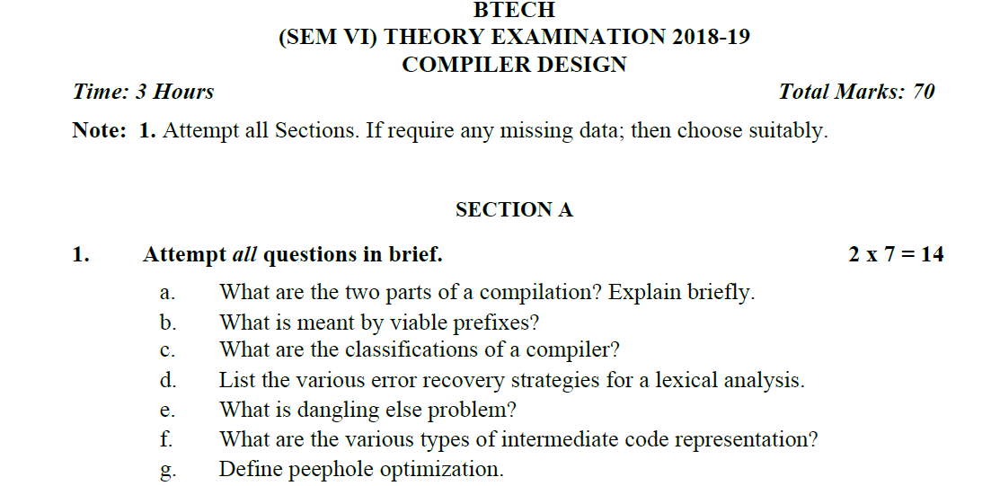 BTECH
(SEM VI) THEORY EXAMINATION 2018-19
COMPILER DESIGN
Time: 3 Hours Total Marks: 70
Note: 1. Attempt all Sections. If require any missing data; then choose suitably.
SECTION A
1. Attempt all questions in brief. 2 x 7 = 14
a. What are the two parts of a compilation? Explain briefly.
b. What is meant by viable prefixes?
c. What are the classifications of a compiler?
d. List the various error recovery strategies for a lexical analysis.
e. What is dangling else problem?
f. What are the various types of intermediate code representation?
g. Define peephole optimization.